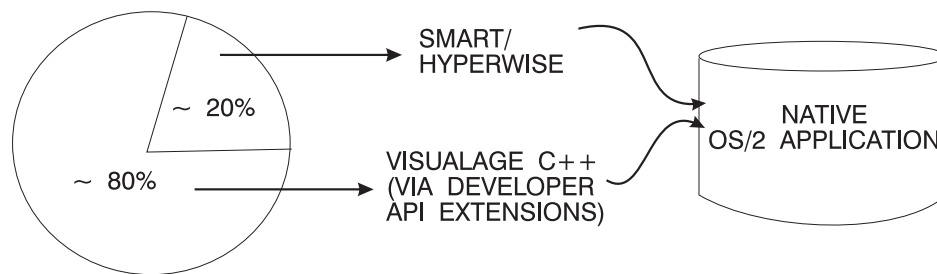 ~ 20%
~ 80%
SMART/
HYPERWISE
VISUALAGE C++
(VIA DEVELOPER
API EXTENSIONS)
NATIVE
OS/2 APPLICATION